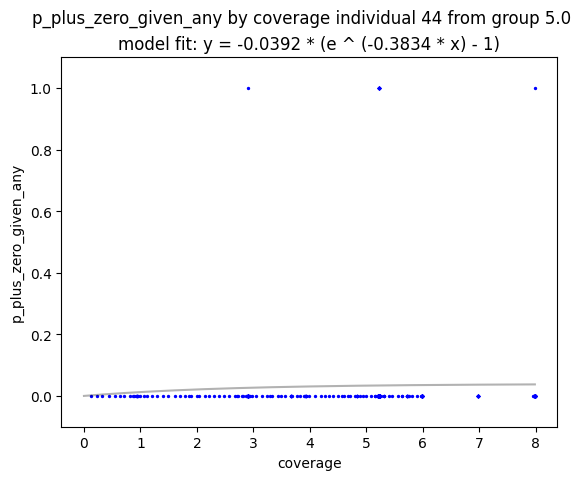 p_plus_zero_given_any by coverage individual 44 from group 5.0
model fit: y = -0.0392 * (e ^ (-0.3834 * x) - 1)
1.0
0.8
0.6
0.4
0.2
0.0
p_plus_zero_given_any
0 1 2 3 4 5 6 7 8
coverage